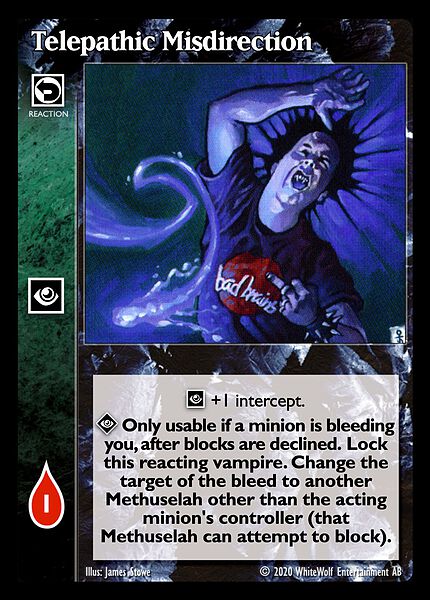 Telepathic Misdirection
REACTION
bad brains
+1 intercept.
Only usable if a minion is bleeding
you, after blocks are declined. Lock
this reacting vampire. Change the
target of the bleed to another
Methuselah other than the acting
minion's controller (that
Methuselah can attempt to block).
1
Illus: James Stowe
© 2020 WhiteWolf Entertainment AB